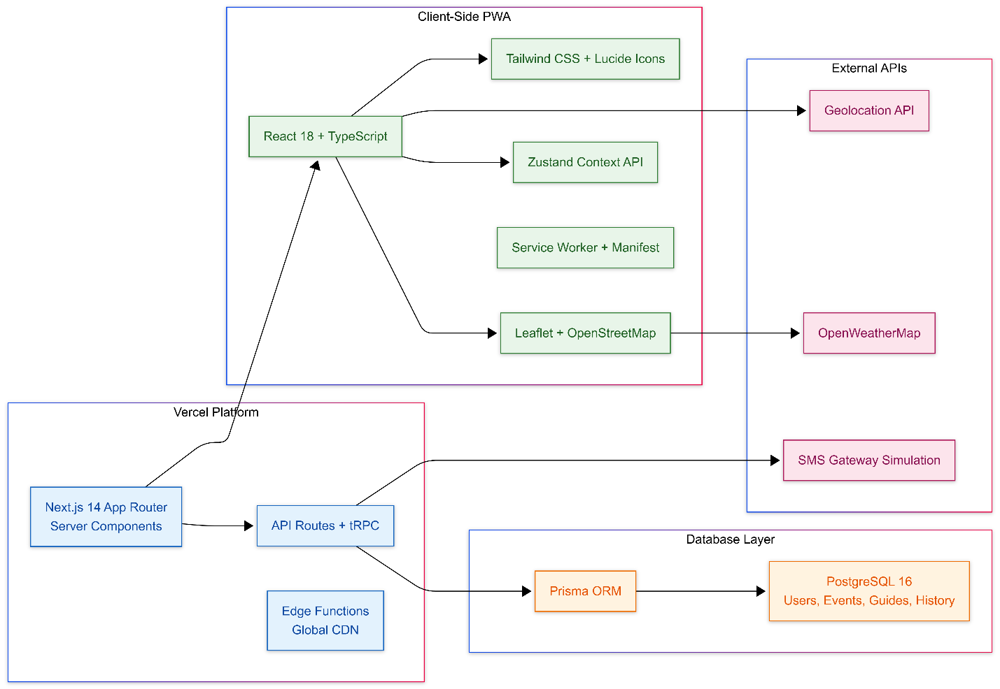 Client-Side PWA
Tailwind CSS + Lucide Icons
React 18 + TypeScript
Zustand Context API
Service Worker + Manifest
Leaflet + OpenStreetMap
External APIs
Geolocation API
OpenWeatherMap
SMS Gateway Simulation
Vercel Platform
Next.js 14 App Router
Server Components
API Routes + tRPC
Edge Functions
Global CDN
Database Layer
Prisma ORM
PostgreSQL 16
Users, Events, Guides, History